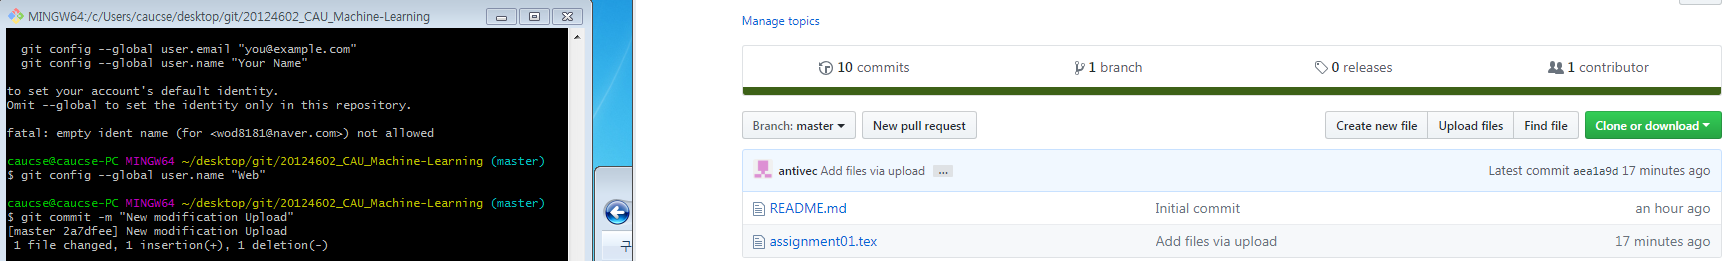 MINGW64:/c/Users/caucse/desktop/git/20124602_CAU_Machine-Learning
git config --global user.email "you@example.com"
git config --global user.name "Your Name"
to set your account's default identity.
Omit --global to set the identity only in this repository.
fatal: empty ident name (for <wod8181@naver.com>) not allowed
caucse@caucse-PC MINGW64 ~/desktop/git/20124602_CAU_Machine-Learning (master)
$ git config --global user.name "Web"
caucse@caucse-PC MINGW64 ~/desktop/git/20124602_CAU_Machine-Learning (master)
$ git commit -m "New modification Upload"
[master 2a7dfee] New modification Upload
1 file changed, 1 insertion(+), 1 deletion(-)
구
Manage topics
10 commits
1 branch
0 releases
1 contributor
Branch: master
New pull request
Create new file
Upload files
Find file
Clone or download
antivec Add files via upload ...
Latest commit aea1a9d 17 minutes ago
README.md Initial commit an hour ago
assignment01.tex Add files via upload 17 minutes ago